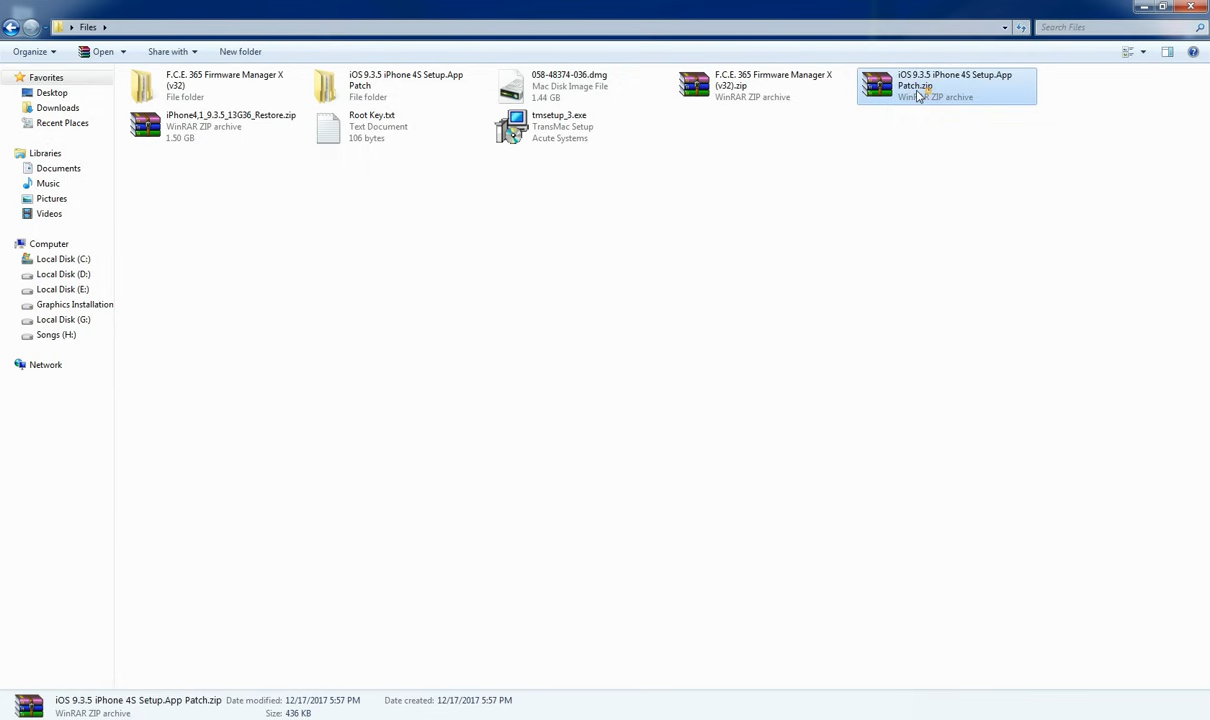 Files
Search Files
Organize
Open
Share with
New folder
Favorites
Desktop
Downloads
Recent Places
Libraries
Documents
Music
Pictures
Videos
Computer
Local Disk (C:)
Local Disk (D:)
Local Disk (E:)
Graphics Installation
Local Disk (G:)
Songs (H:)
Network
F.C.E. 365 Firmware Manager X
(v32)
File folder
iOS 9.3.5 iPhone 4S Setup.App
Patch
File folder
058-48374-036.dmg
Mac Disk Image File
1.44 GB
F.C.E. 365 Firmware Manager X
(v32).zip
WinRAR ZIP archive
iOS 9.3.5 iPhone 4S Setup.App
Patch.zip
WinRAR ZIP archive
iPhone4,1_9.3.5_13G36_Restore.zip
WinRAR ZIP archive
1.50 GB
Root Key.txt
Text Document
106 bytes
tmsetup_3.exe
TransMac Setup
Acute Systems
iOS 9.3.5 iPhone 4S Setup.App Patch.zip Date modified: 12/17/2017 5:57 PM Date created: 12/17/2017 5:57 PM
WinRAR ZIP archive Size: 436 KB